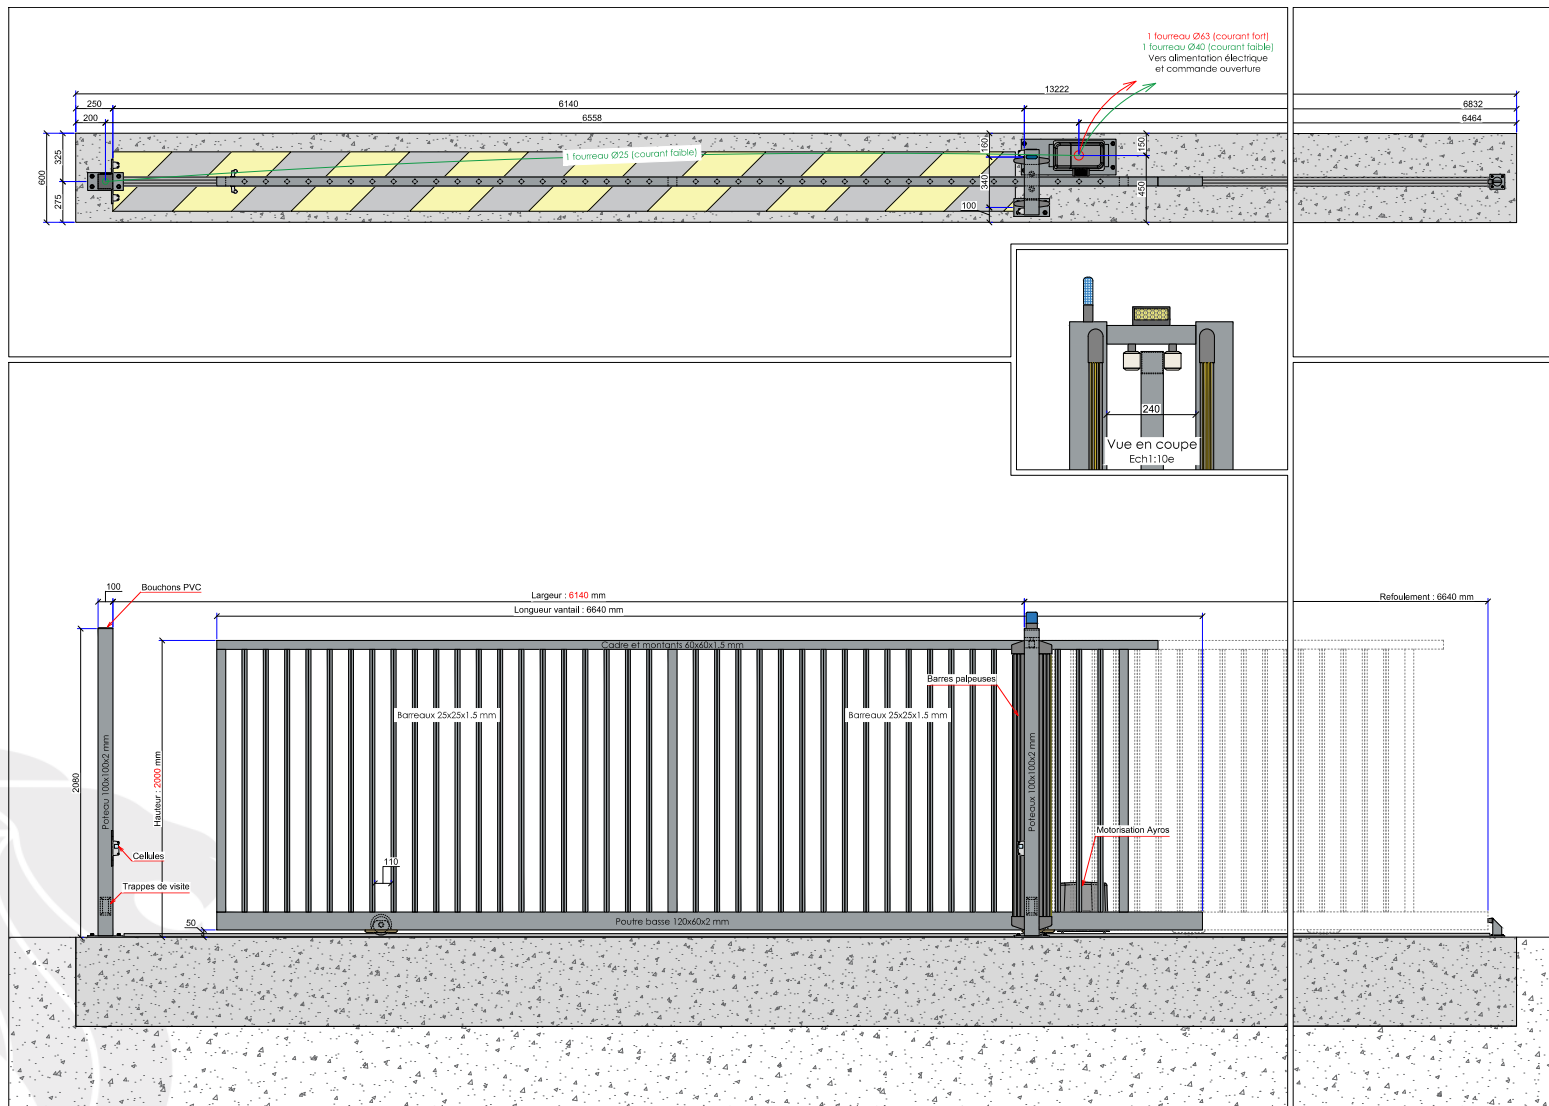 1 fourreau Ø63 (courant fort)
1 fourreau Ø40 (courant faible)
Vers alimentation électrique
et commande ouverture
13222
250
6140
6832
200
6558
6464
600
325
275
1 fourreau Ø25 (courant faible)
160
340
100
150
450
240
Vue en coupe
Ech1:10e
100
Bouchons PVC
Largeur : 6140 mm
Refoulement : 6640 mm
Longueur vantail : 6640 mm
Cadre et montants 60x60x1.5 mm
Barres palpeuses
Barreaux 25x25x1.5 mm
Barreaux 25x25x1.5 mm
2080
Poteau 100x100x2 mm
Hauteur : 2000 mm
Poteaux 100x100x2 mm
Motorisation Ayros
Cellules
110
Trappes de visite
50
Poutre basse 120x60x2 mm